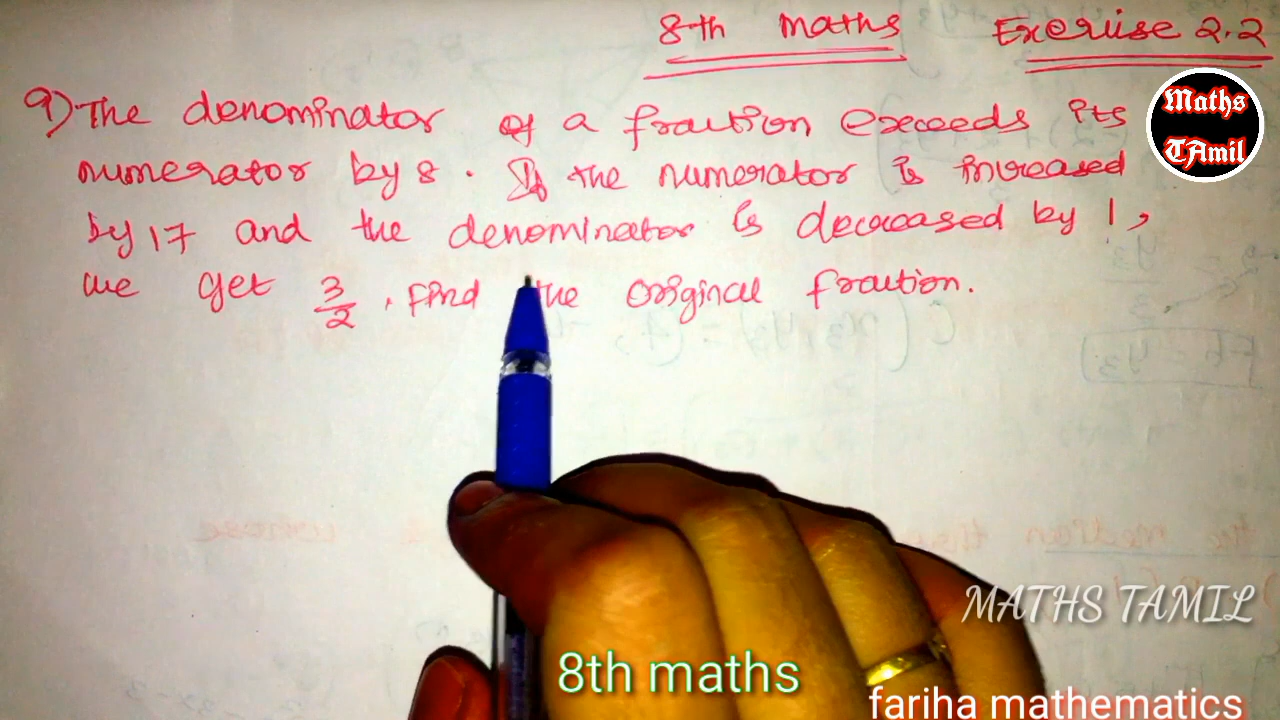 8th maths Exercise 2.2
9) The denominator of a fraction exceeds its
numerator by 8. If the numerator is increased
by 17 and the denominator is decreased by 1,
we get 3/2, Find the original fraction.
Maths
TAmil
MATHS TAMIL
8th maths
fariha mathematics